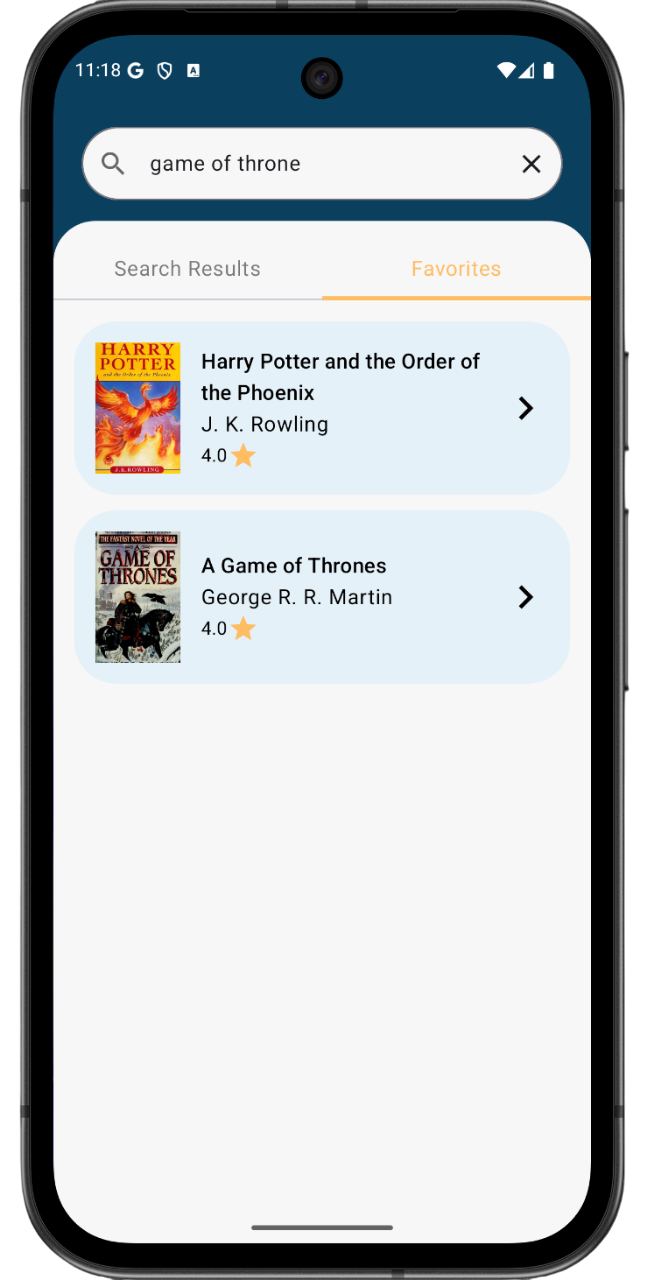 11:18
game of throne
Search Results
Favorites
HARRY
POTTER
and the Order of the Phoenix
J.K.ROWLING
Harry Potter and the Order of
the Phoenix
J. K. Rowling
4.0
THE FANTASY NOVEL OF THE YEAR
A
GAME OF
THRONES
A Game of Thrones
George R. R. Martin
4.0